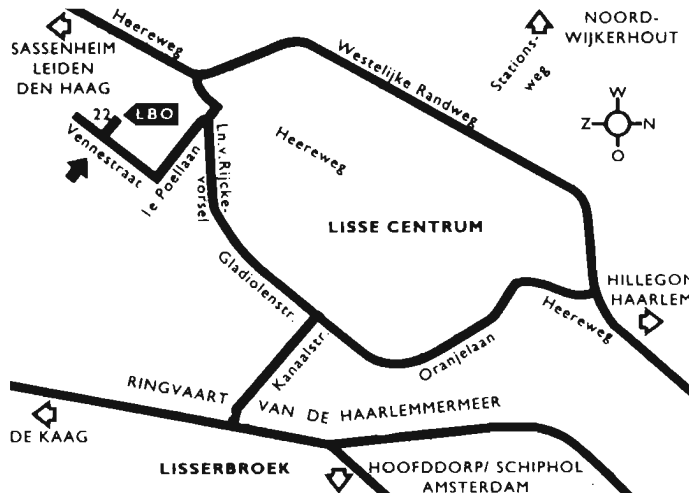 SASSENHEIM
LEIDEN
DEN HAAG
Heereweg
Westelijke Randweg
Stations-
weg
NOORD-
WIJKERHOUT
W
Z N
O
22 LBO
Vennestraat
1e Poellaan
Ln.v.Rijcke-
vorsel
Heereweg
LISSE CENTRUM
Gladiolenstr.
Kanaalstr.
Oranjelaan
Heereweg
HILLEGOM
HAARLEM
RINGVAART VAN DE HAARLEMMERMEER
DE KAAG
LISSERBROEK
HOOFDDORP/ SCHIPHOL
AMSTERDAM